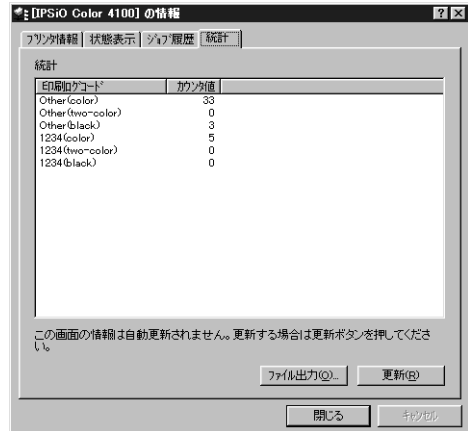 [IPSiO Color 4100] の情報
プリンタ情報 状態表示 ジョブ履歴 統計
統計
印刷ログコード カウンタ値
Other(color) 33
Other(two-color) 0
Other(black) 3
1234(color) 5
1234(two-color) 0
1234(black) 0
この画面の情報は自動更新されません。更新する場合は更新ボタンを押してくださ
い。
ファイル出力(O)... 更新(R)
閉じる キャンセル